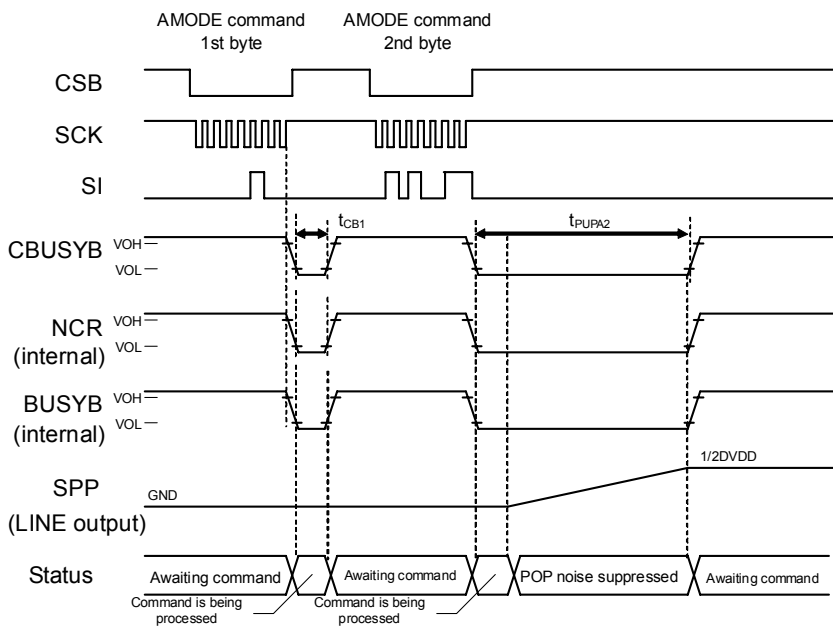 AMODE command
1st byte
AMODE command
2nd byte
CSB
SCK
SI
tCB1
tPUPA2
CBUSYB
VOH
VOL
NCR
(internal)
VOH
VOL
BUSYB
(internal)
VOH
VOL
SPP
(LINE output)
GND
1/2DVDD
Status
Awaiting command
Awaiting command
POP noise suppressed
Awaiting command
Command is being
processed
Command is being
processed